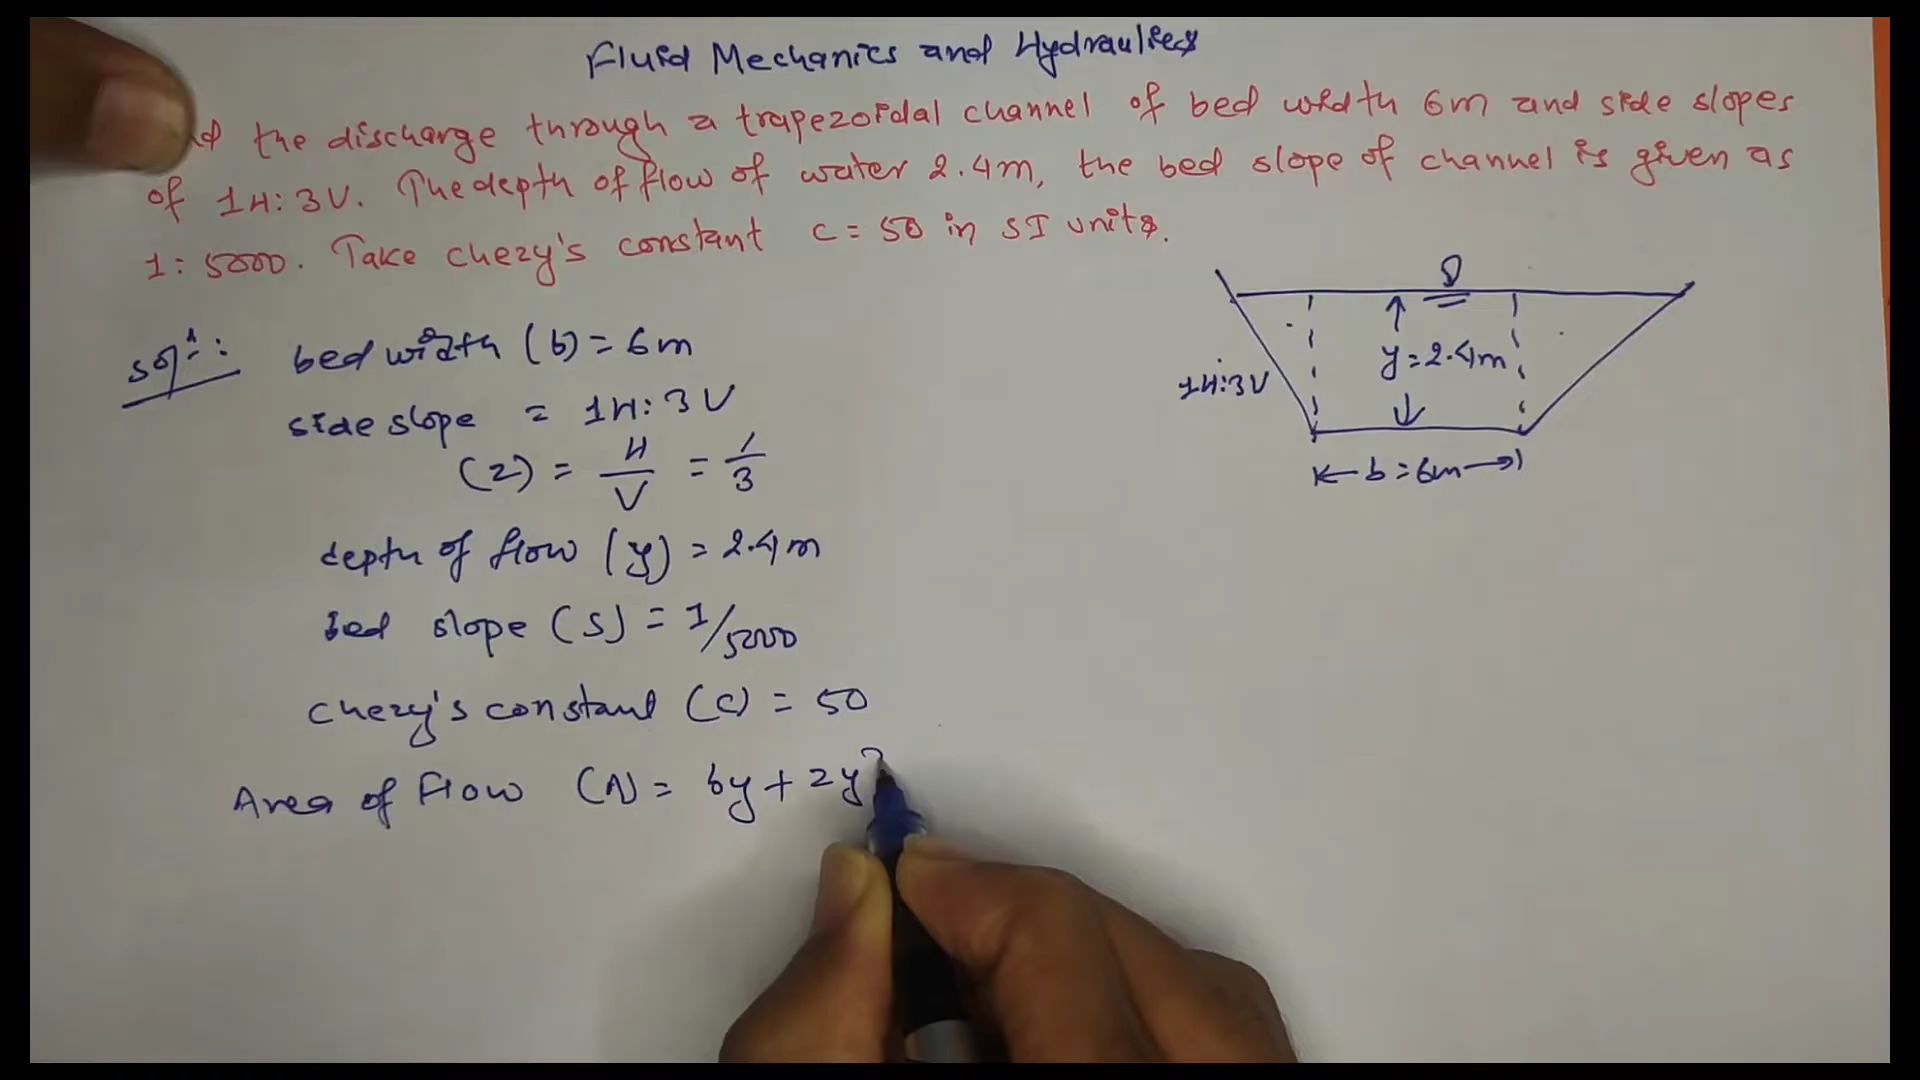 Fluid Mechanics and Hydraulics
the discharge through a trapezoidal channel of bed width 6m and side slopes
of 1H:3V. The depth of flow of water 2.4m, the bed slope of channel is given as
1:5000. Take chezy's constant c=50 in SI units.
soln:
bed width (b) = 6m
side slope = 1H:3V
(z) = H/V = 1/3
depth of flow (y) = 2.4m
bed slope (S) = 1/5000
chezy's constant (C) = 50
Area of Flow (A) = by + zy²
1H:3V
y=2.4m
b=6m